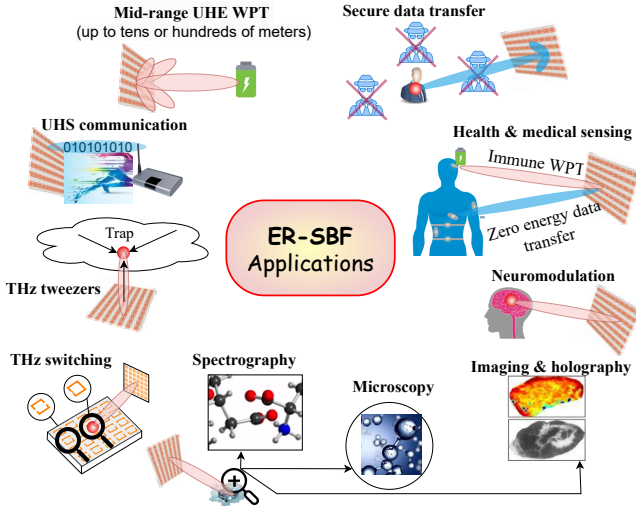 Mid-range UHE WPT
(up to tens or hundreds of meters)
Secure data transfer
UHS communication
010101010
Health & medical sensing
Immune WPT
Zero energy data
transfer
Trap
ER-SBF
Applications
THz tweezers
Neuromodulation
THz switching
Spectrography
Microscopy
Imaging & holography